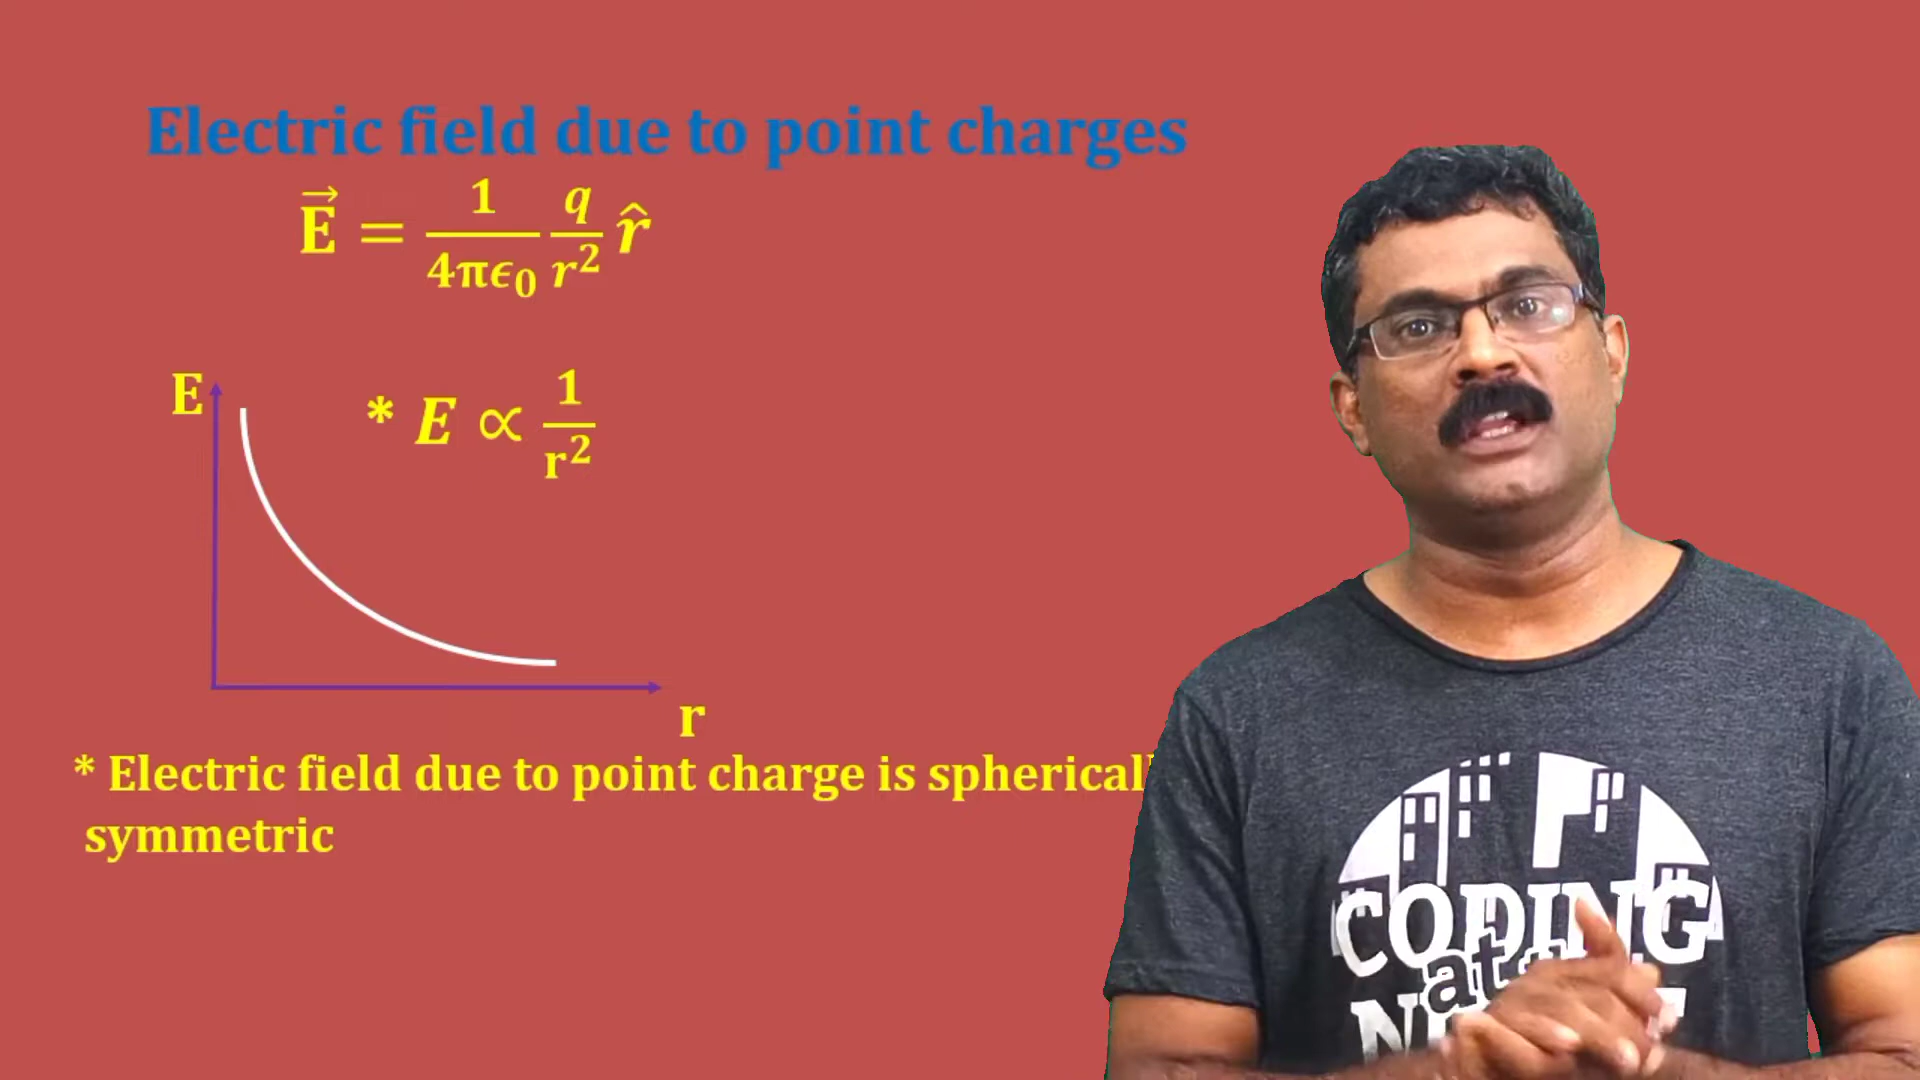 Electric field due to point charges
E⃗ = 1/4πϵ₀ q/r² r̂
E
* E ∝ 1/r²
r
* Electric field due to point charge is
symmetric
CODING
at